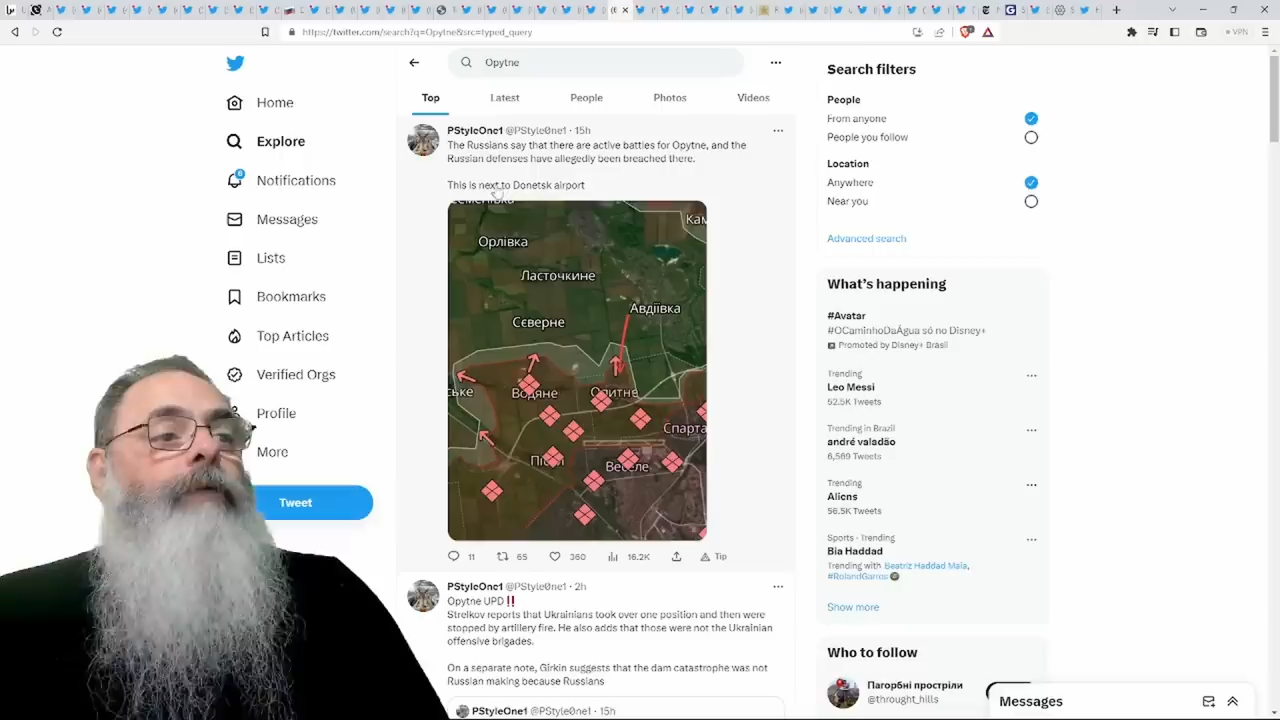 VPN
https://twitter.com/search?q=Opytne&src=typed_query
Home
Explore
6
Notifications
Messages
Lists
Bookmarks
Top Articles
Verified Orgs
Profile
More
Tweet
Opytne
Top
Latest
People
Photos
Videos
PStyleOne1 @PStyle0ne1 · 15h
The Russians say that there are active battles for Opytne, and the
Russian defenses have allegedly been breached there.
This is next to Donetsk airport
Кам
Орлівка
Ласточкине
Авдіївка
Сєверне
ське
Водяне
Опитне
Спарта
Піски
Веселе
11
65
360
16.2K
Tip
PStyleOne1 @PStyle0ne1 · 2h
Opytne UPD‼️
Strelkov reports that Ukrainians took over one position and then were
stopped by artillery fire. He also adds that those were not the Ukrainian
offensive brigades.
On a separate note, Girkin suggests that the dam catastrophe was not
Russian making because Russians
PStyleOne1 @PStyle0ne1 · 15h
Search filters
People
From anyone
People you follow
Location
Anywhere
Near you
Advanced search
What's happening
#Avatar
#OCaminhoDaÁgua só no Disney+
Promoted by Disney+ Brasil
Trending
Leo Messi
52.5K Tweets
Trending in Brazil
andré valadão
6,569 Tweets
Trending
Aliens
56.5K Tweets
Sports · Trending
Bia Haddad
Trending with Beatriz Haddad Maia,
#RolandGarros
Show more
Who to follow
Пагорбні простріли
@throught_hills
Messages